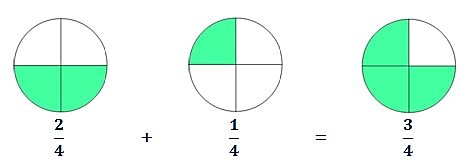 2/4 + 1/4 = 3/4